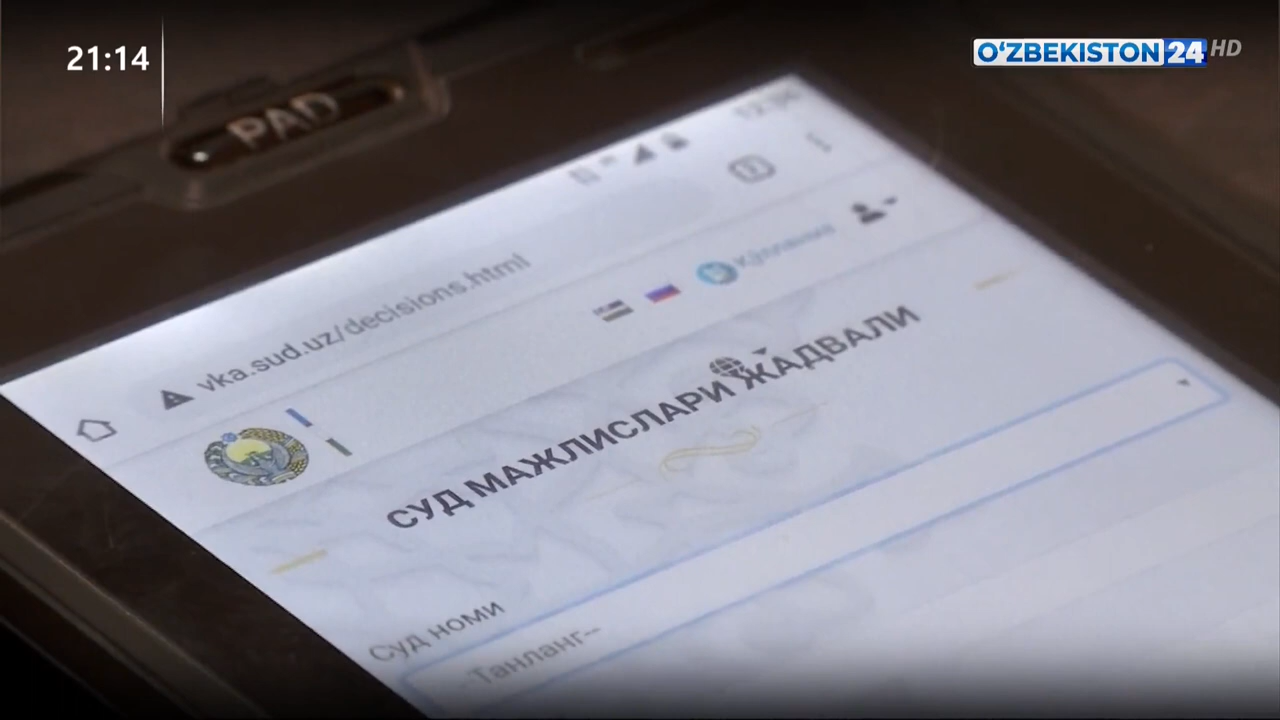 21:14
O‘ZBEKISTON 24 HD
PAD
vka.sud.uz/decisions.html
СУД МАЖЛИСЛАРИ ЖАДВАЛИ
Суд номи
Танланг--